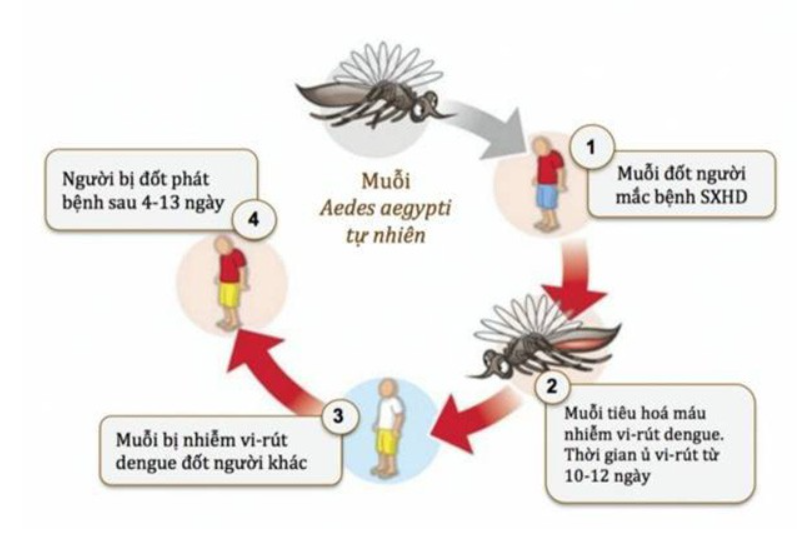 Muỗi
Aedes aegypti
tự nhiên
1
Muỗi đốt người
mắc bệnh SXHD
2
Muỗi tiêu hoá máu
nhiễm vi-rút dengue.
Thời gian ủ vi-rút từ
10-12 ngày
3
Muỗi bị nhiễm vi-rút
dengue đốt người khác
4
Người bị đốt phát
bệnh sau 4-13 ngày